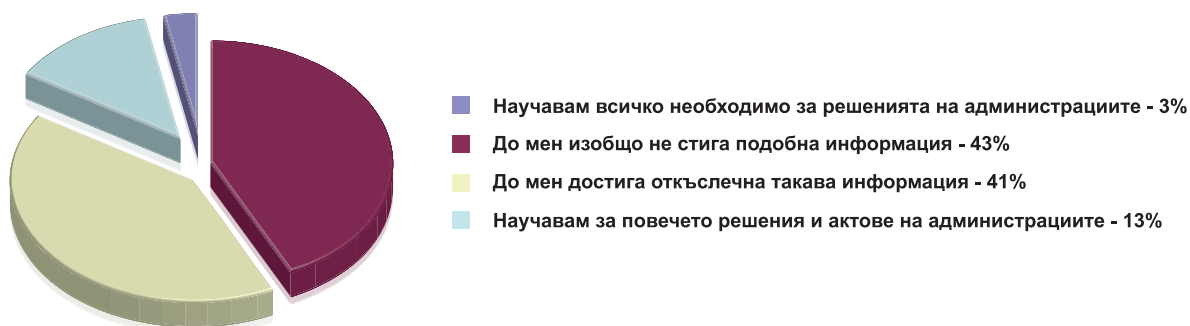 Научавам всичко необходимо за решенията на администрациите - 3%
До мен изобщо не стига подобна информация - 43%
До мен достига откъслечна такава информация - 41%
Научавам за повечето решения и актове на администрациите - 13%